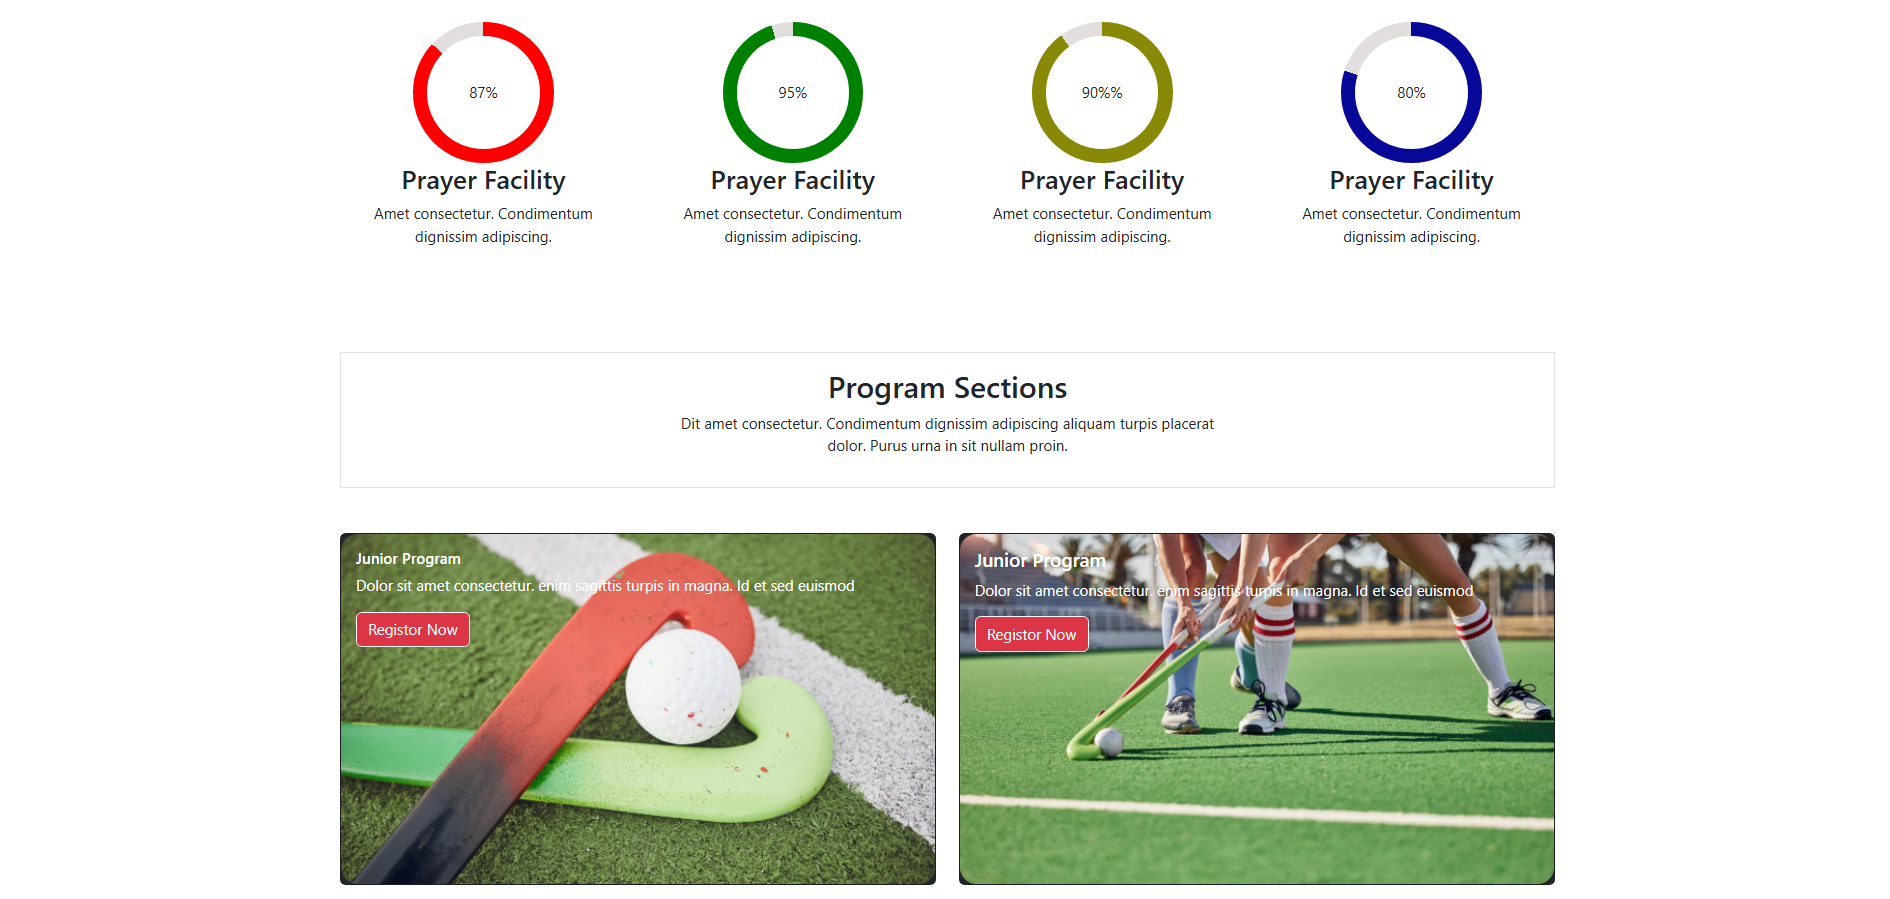 87%
95%
90%%
80%
Prayer Facility
Amet consectetur. Condimentum
dignissim adipiscing.
Prayer Facility
Amet consectetur. Condimentum
dignissim adipiscing.
Prayer Facility
Amet consectetur. Condimentum
dignissim adipiscing.
Prayer Facility
Amet consectetur. Condimentum
dignissim adipiscing.
Program Sections
Dit amet consectetur. Condimentum dignissim adipiscing aliquam turpis placerat
dolor. Purus urna in sit nullam proin.
Junior Program
Dolor sit amet consectetur. enim sagittis turpis in magna. Id et sed euismod
Registor Now
Junior Program
Dolor sit amet consectetur. enim sagittis turpis in magna. Id et sed euismod
Registor Now